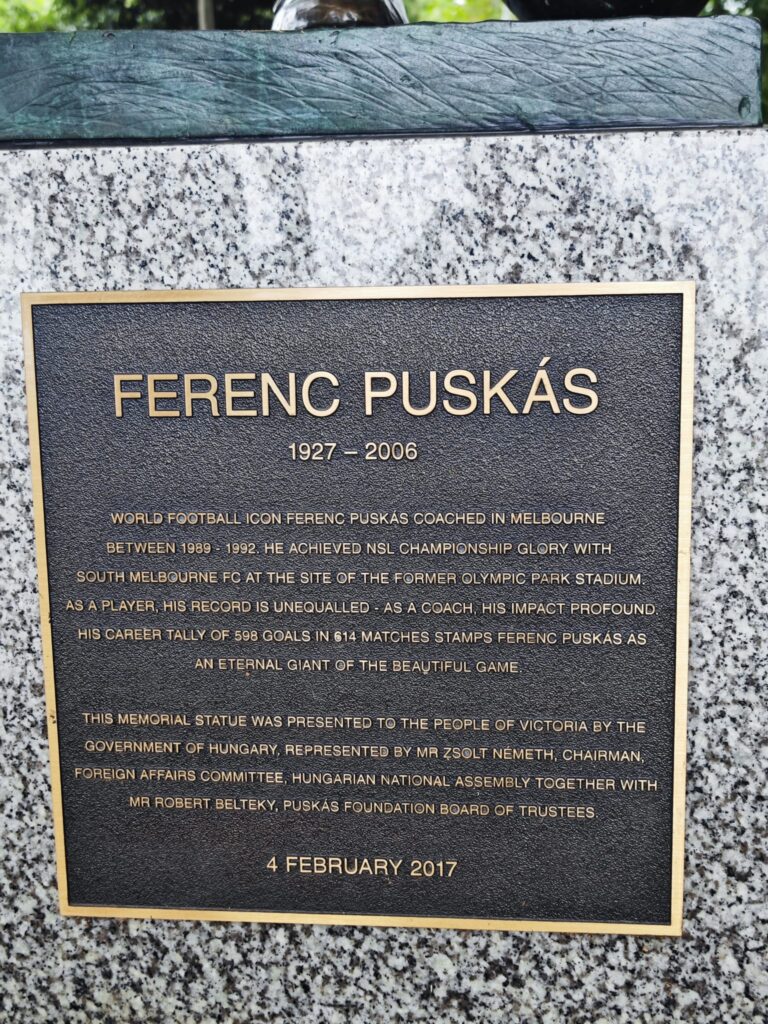 FERENC PUSKÁS
1927 – 2006
WORLD FOOTBALL ICON FERENC PUSKÁS COACHED IN MELBOURNE
BETWEEN 1989 - 1992. HE ACHIEVED NSL CHAMPIONSHIP GLORY WITH
SOUTH MELBOURNE FC AT THE SITE OF THE FORMER OLYMPIC PARK STADIUM.
AS A PLAYER, HIS RECORD IS UNEQUALLED - AS A COACH, HIS IMPACT PROFOUND.
HIS CAREER TALLY OF 598 GOALS IN 614 MATCHES STAMPS FERENC PUSKÁS AS
AN ETERNAL GIANT OF THE BEAUTIFUL GAME.
THIS MEMORIAL STATUE WAS PRESENTED TO THE PEOPLE OF VICTORIA BY THE
GOVERNMENT OF HUNGARY, REPRESENTED BY MR ZSOLT NÉMETH, CHAIRMAN,
FOREIGN AFFAIRS COMMITTEE, HUNGARIAN NATIONAL ASSEMBLY TOGETHER WITH
MR ROBERT BELTEKY, PUSKÁS FOUNDATION BOARD OF TRUSTEES.
4 FEBRUARY 2017